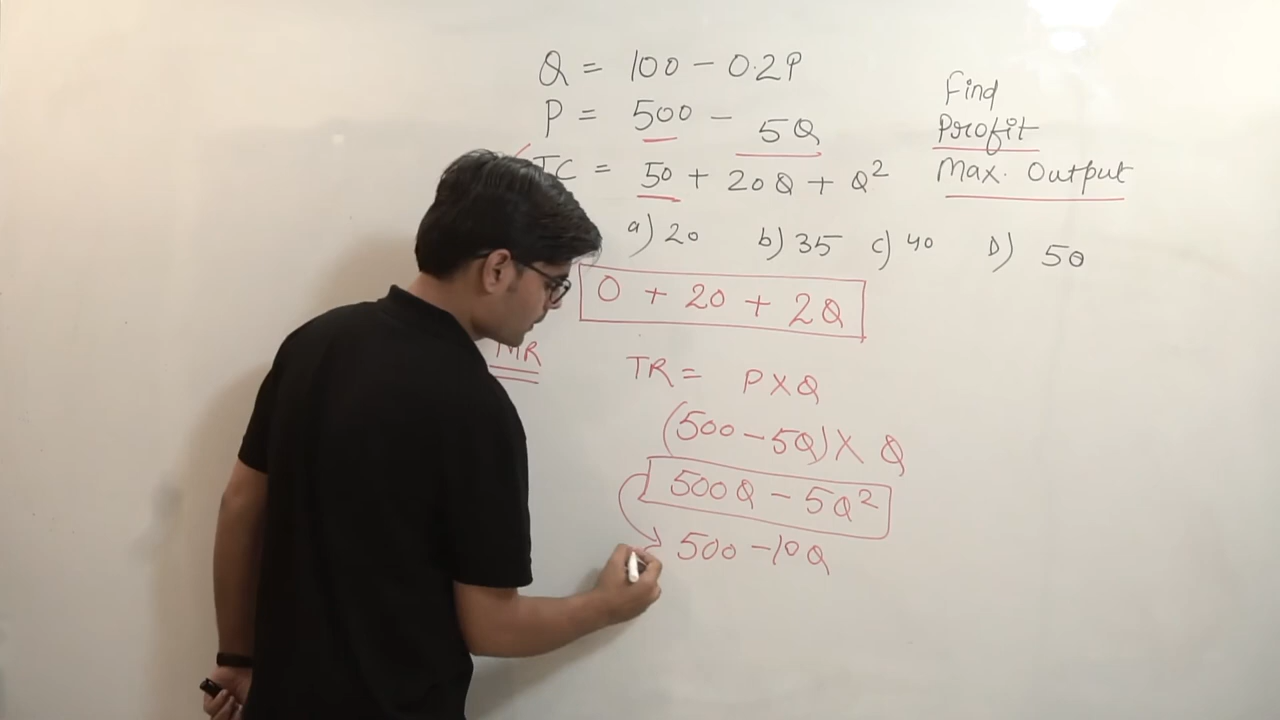 Q = 100 - 0.2P
P = 500 - 5Q
TC = 50 + 20Q + Q²
Find
Profit
Max. Output
a) 20 b) 35 c) 40 D) 50
0 + 20 + 2Q
MR
TR = P X Q
(500 - 5Q) X Q
500Q - 5Q²
500 - 10Q